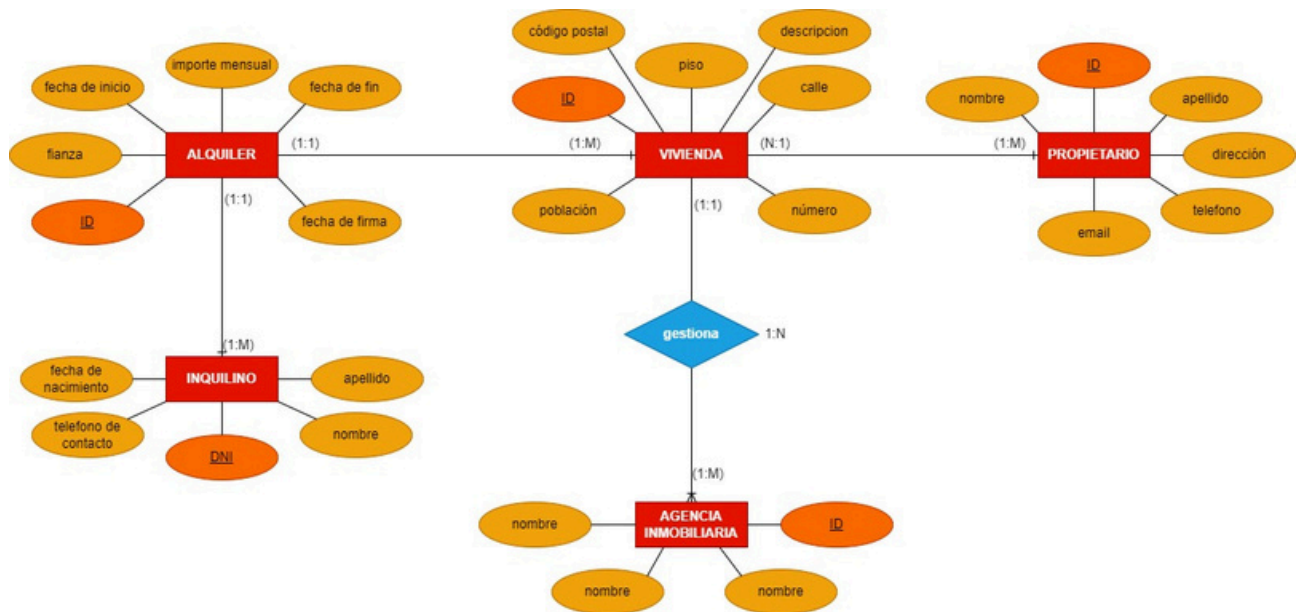 código postal
descripcion
importe mensual
piso
ID
fecha de inicio
fecha de fin
ID
calle
nombre
apellido
fianza
ALQUILER
(1:1)
(1:M)
VIVIENDA
(N:1)
(1:M)
PROPIETARIO
dirección
(1:1)
ID
fecha de firma
población
(1:1)
número
email
telefono
gestiona
1:N
(1:M)
fecha de
nacimiento
INQUILINO
apellido
telefono de
contacto
DNI
nombre
(1:M)
nombre
AGENCIA
INMOBILIARIA
ID
nombre
nombre